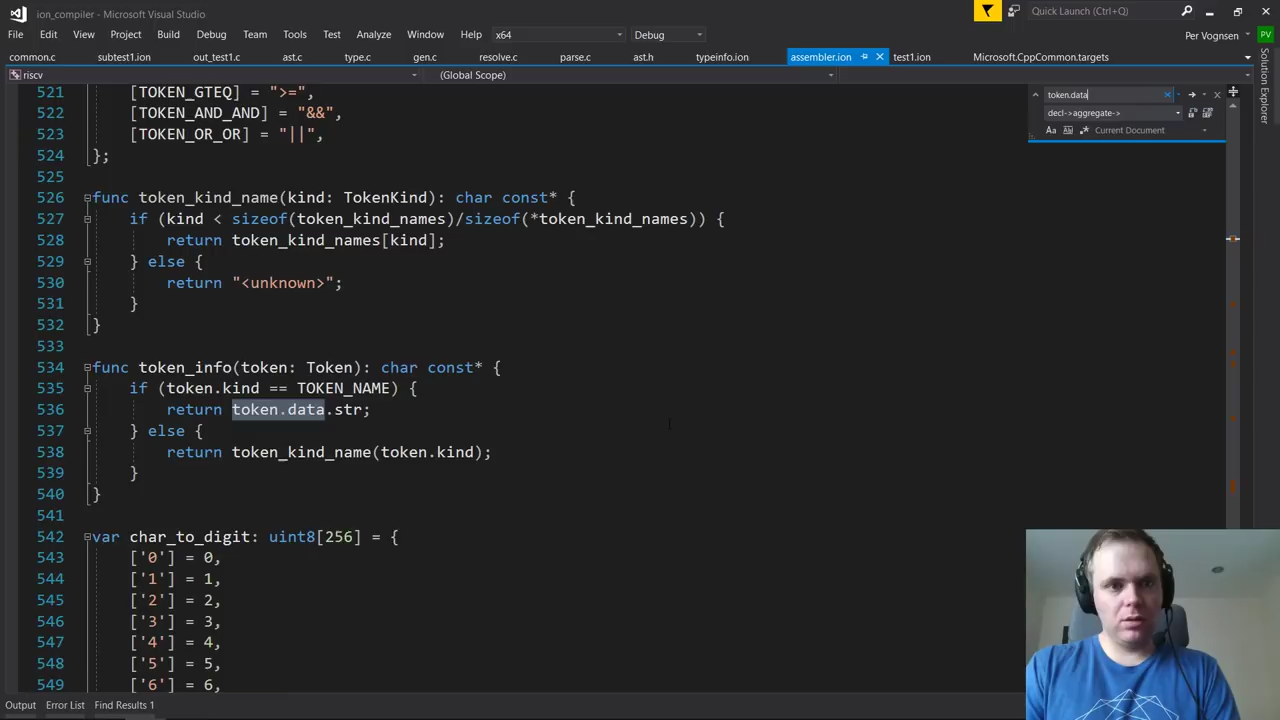 ion_compiler - Microsoft Visual Studio
Quick Launch (Ctrl+Q)
File Edit View Project Build Debug Team Tools Test Analyze Window Help x64 Debug
Per Vognsen PV
common.c subtest1.ion out_test1.c ast.c type.c gen.c resolve.c parse.c ast.h typeinfo.ion assembler.ion test1.ion Microsoft.CppCommon.targets
riscv (Global Scope)
Solution Explorer
token.data
decl->aggregate->
Aa Ab Current Document
521 [TOKEN_GTEQ] = ">=",
522 [TOKEN_AND_AND] = "&&",
523 [TOKEN_OR_OR] = "||",
524 };
525
526 func token_kind_name(kind: TokenKind): char const* {
527 if (kind < sizeof(token_kind_names)/sizeof(*token_kind_names)) {
528 return token_kind_names[kind];
529 } else {
530 return "<unknown>";
531 }
532 }
533
534 func token_info(token: Token): char const* {
535 if (token.kind == TOKEN_NAME) {
536 return token.data.str;
537 } else {
538 return token_kind_name(token.kind);
539 }
540 }
541
542 var char_to_digit: uint8[256] = {
543 ['0'] = 0,
544 ['1'] = 1,
545 ['2'] = 2,
546 ['3'] = 3,
547 ['4'] = 4,
548 ['5'] = 5,
549 ['6'] = 6,
Output Error List Find Results 1